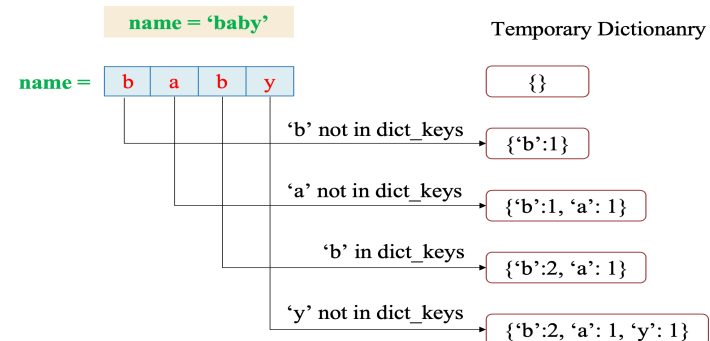 name = ‘baby’
Temporary Dictionanry
name = b a b y
{}
‘b’ not in dict_keys
{‘b’:1}
‘a’ not in dict_keys
{‘b’:1, ‘a’: 1}
‘b’ in dict_keys
{‘b’:2, ‘a’: 1}
‘y’ not in dict_keys
{‘b’:2, ‘a’: 1, ‘y’: 1}